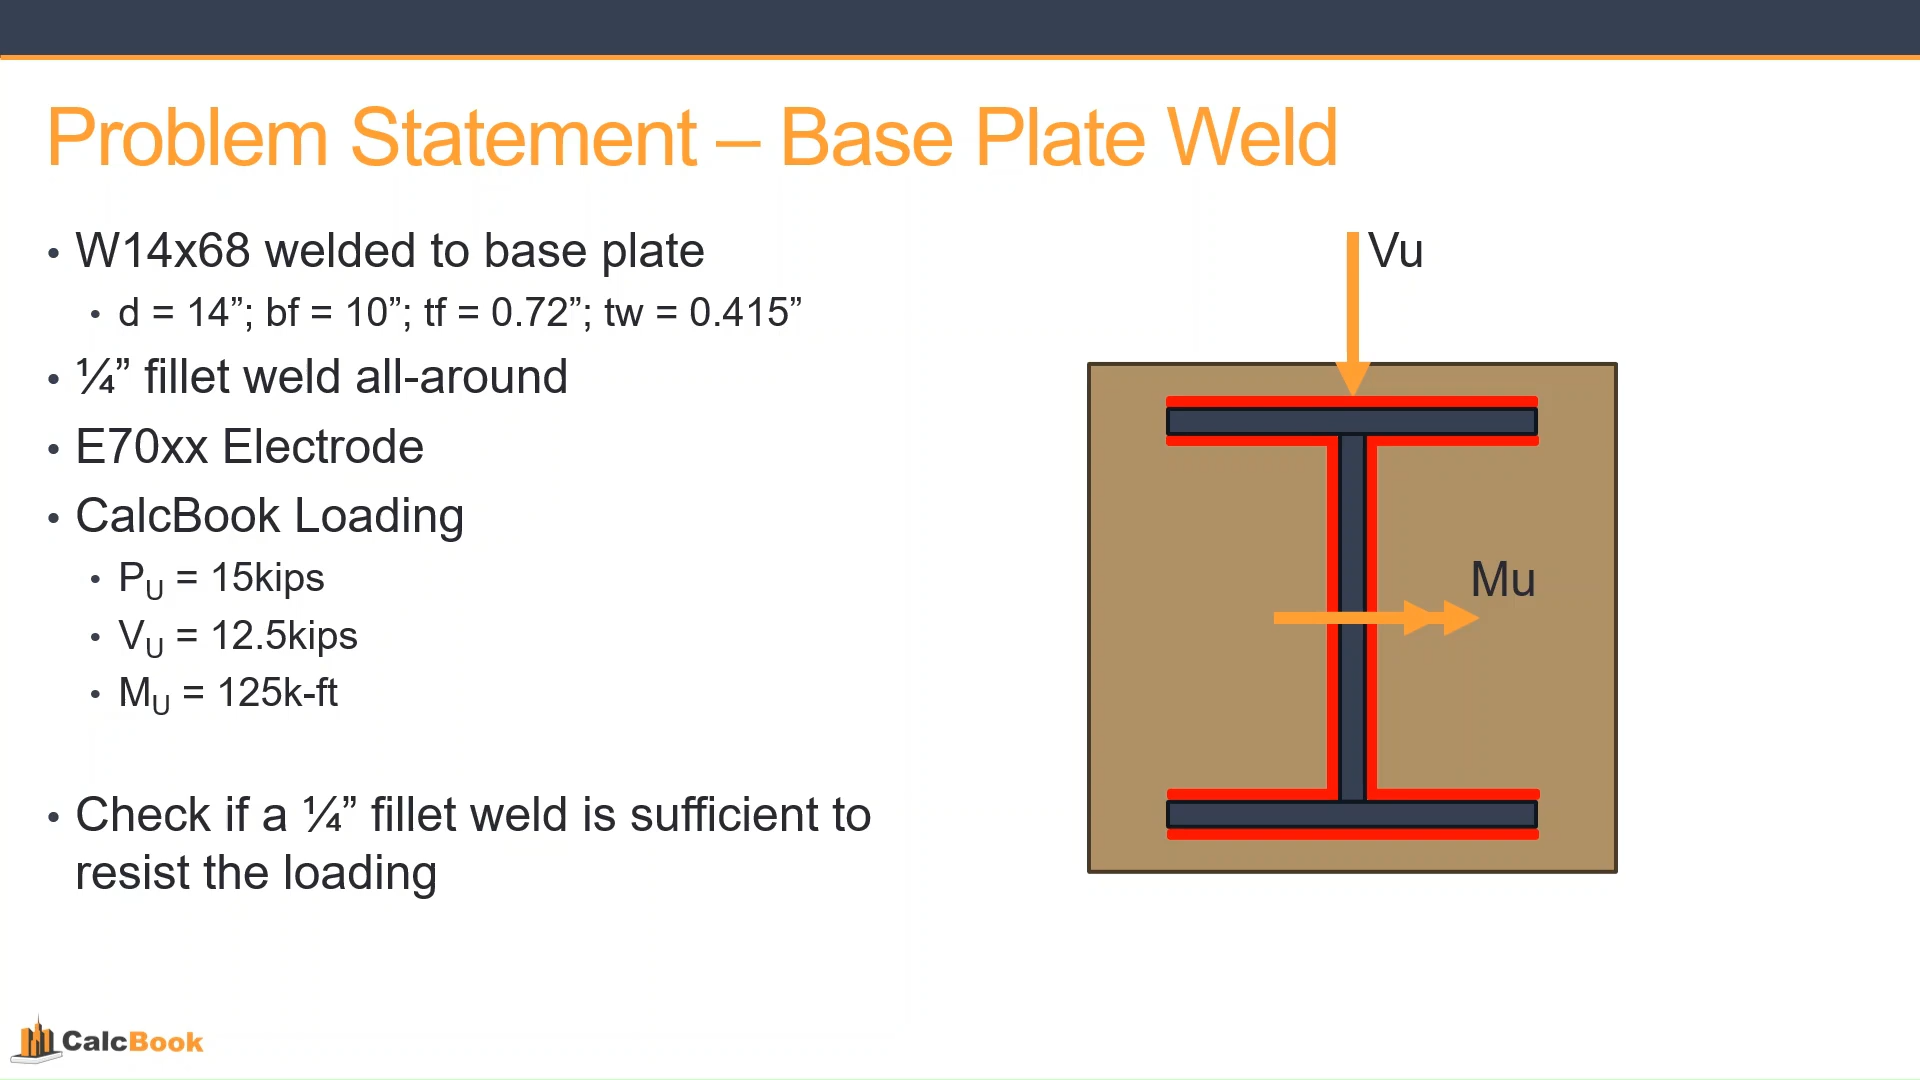 Problem Statement – Base Plate Weld
• W14x68 welded to base plate
• d = 14”; bf = 10”; tf = 0.72”; tw = 0.415”
• ¼” fillet weld all-around
• E70xx Electrode
• CalcBook Loading
• PU = 15kips
• VU = 12.5kips
• MU = 125k-ft
• Check if a ¼” fillet weld is sufficient to
resist the loading
Vu
Mu
CalcBook